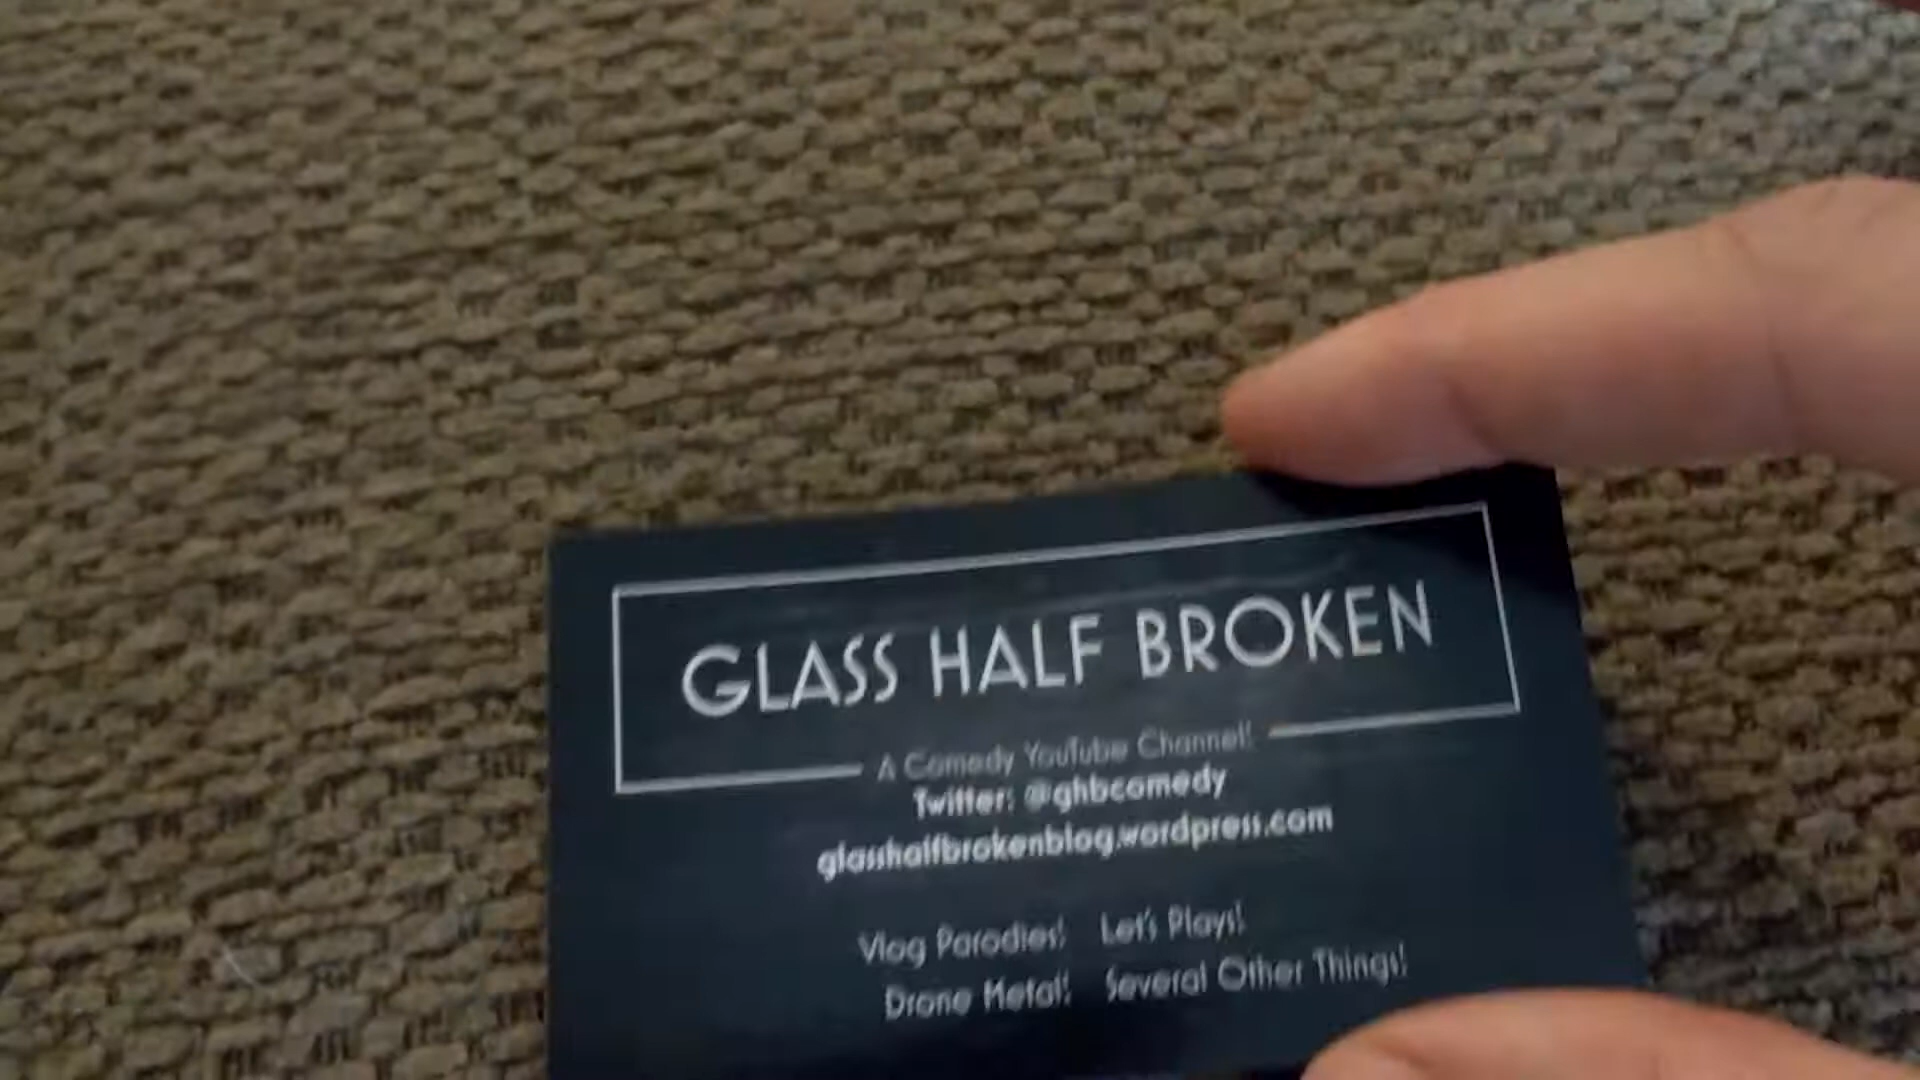 GLASS HALF BROKEN
A Comedy YouTube Channel!
Twitter: @ghbcomedy
glasshalfbrokenblog.wordpress.com
Vlog Parodies! Let's Plays!
Drone Metal! Several Other Things!